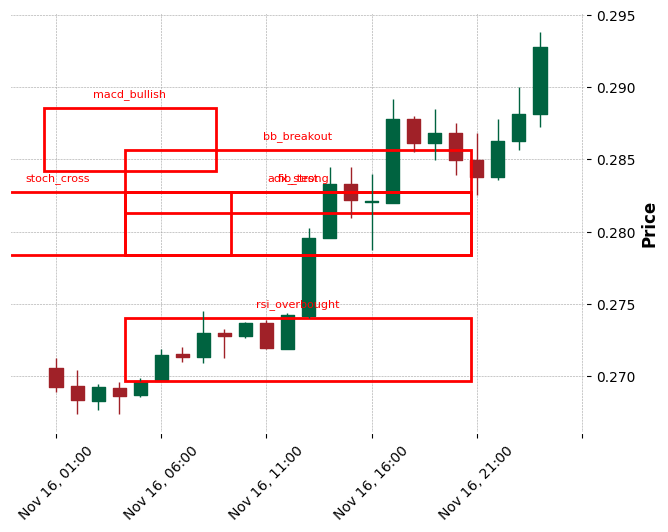 0.295
macd_bullish
0.290
bb_breakout
0.285
stoch_cross
0.280
rsi_overbought
0.275
0.270
Price
Nov 16, 01:00
Nov 16, 06:00
Nov 16, 11:00
Nov 16, 16:00
Nov 16, 21:00